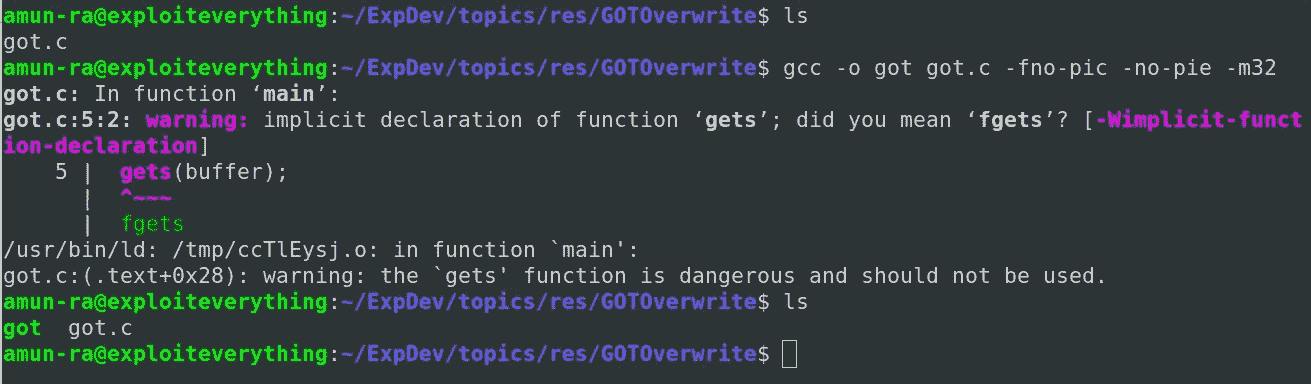 amun-ra@exploiteverything:~/ExpDev/topics/res/GOTOverwrite$ ls
got.c
amun-ra@exploiteverything:~/ExpDev/topics/res/GOTOverwrite$ gcc -o got got.c -fno-pic -no-pie -m32
got.c: In function ‘main’:
got.c:5:2: warning: implicit declaration of function ‘gets’; did you mean ‘fgets’? [-Wimplicit-funct
ion-declaration]
    5 |  gets(buffer);
      |  ^~~~
      |  fgets
/usr/bin/ld: /tmp/ccTlEysj.o: in function `main':
got.c:(.text+0x28): warning: the `gets' function is dangerous and should not be used.
amun-ra@exploiteverything:~/ExpDev/topics/res/GOTOverwrite$ ls
got  got.c
amun-ra@exploiteverything:~/ExpDev/topics/res/GOTOverwrite$